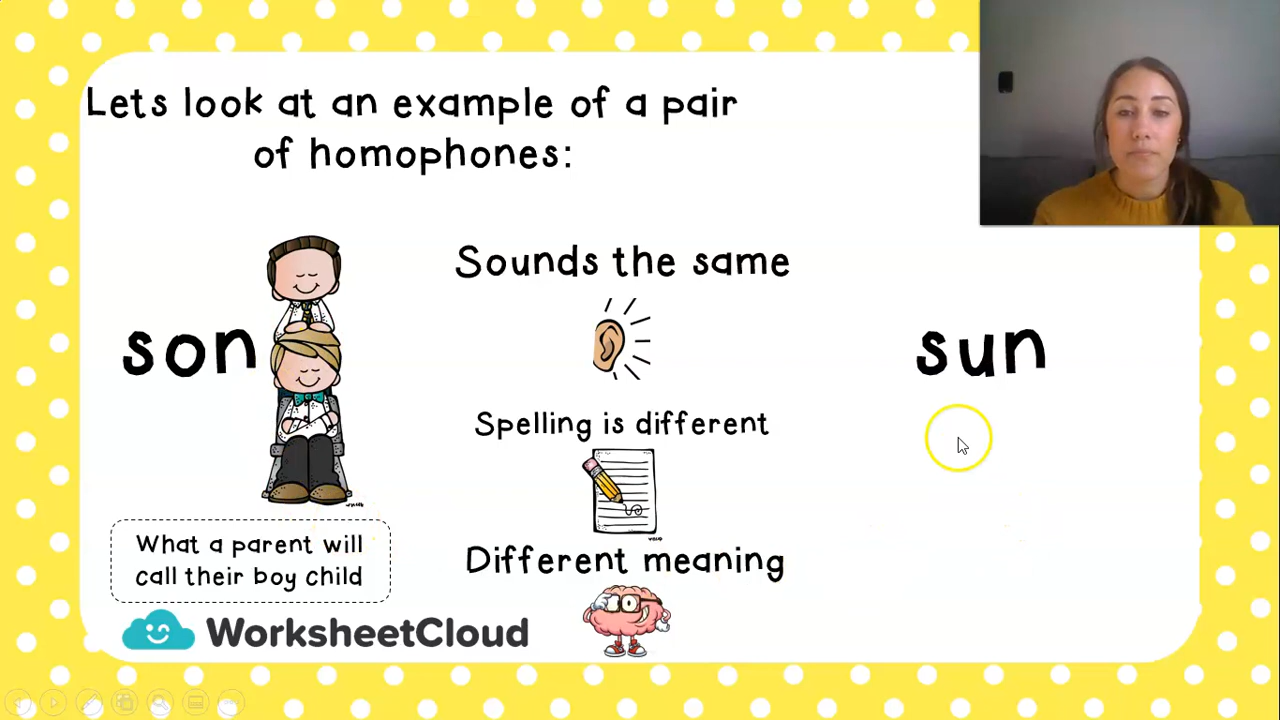 Lets look at an example of a pair
of homophones:
Sounds the same
son
sun
Spelling is different
Different meaning
What a parent will
call their boy child
WorksheetCloud